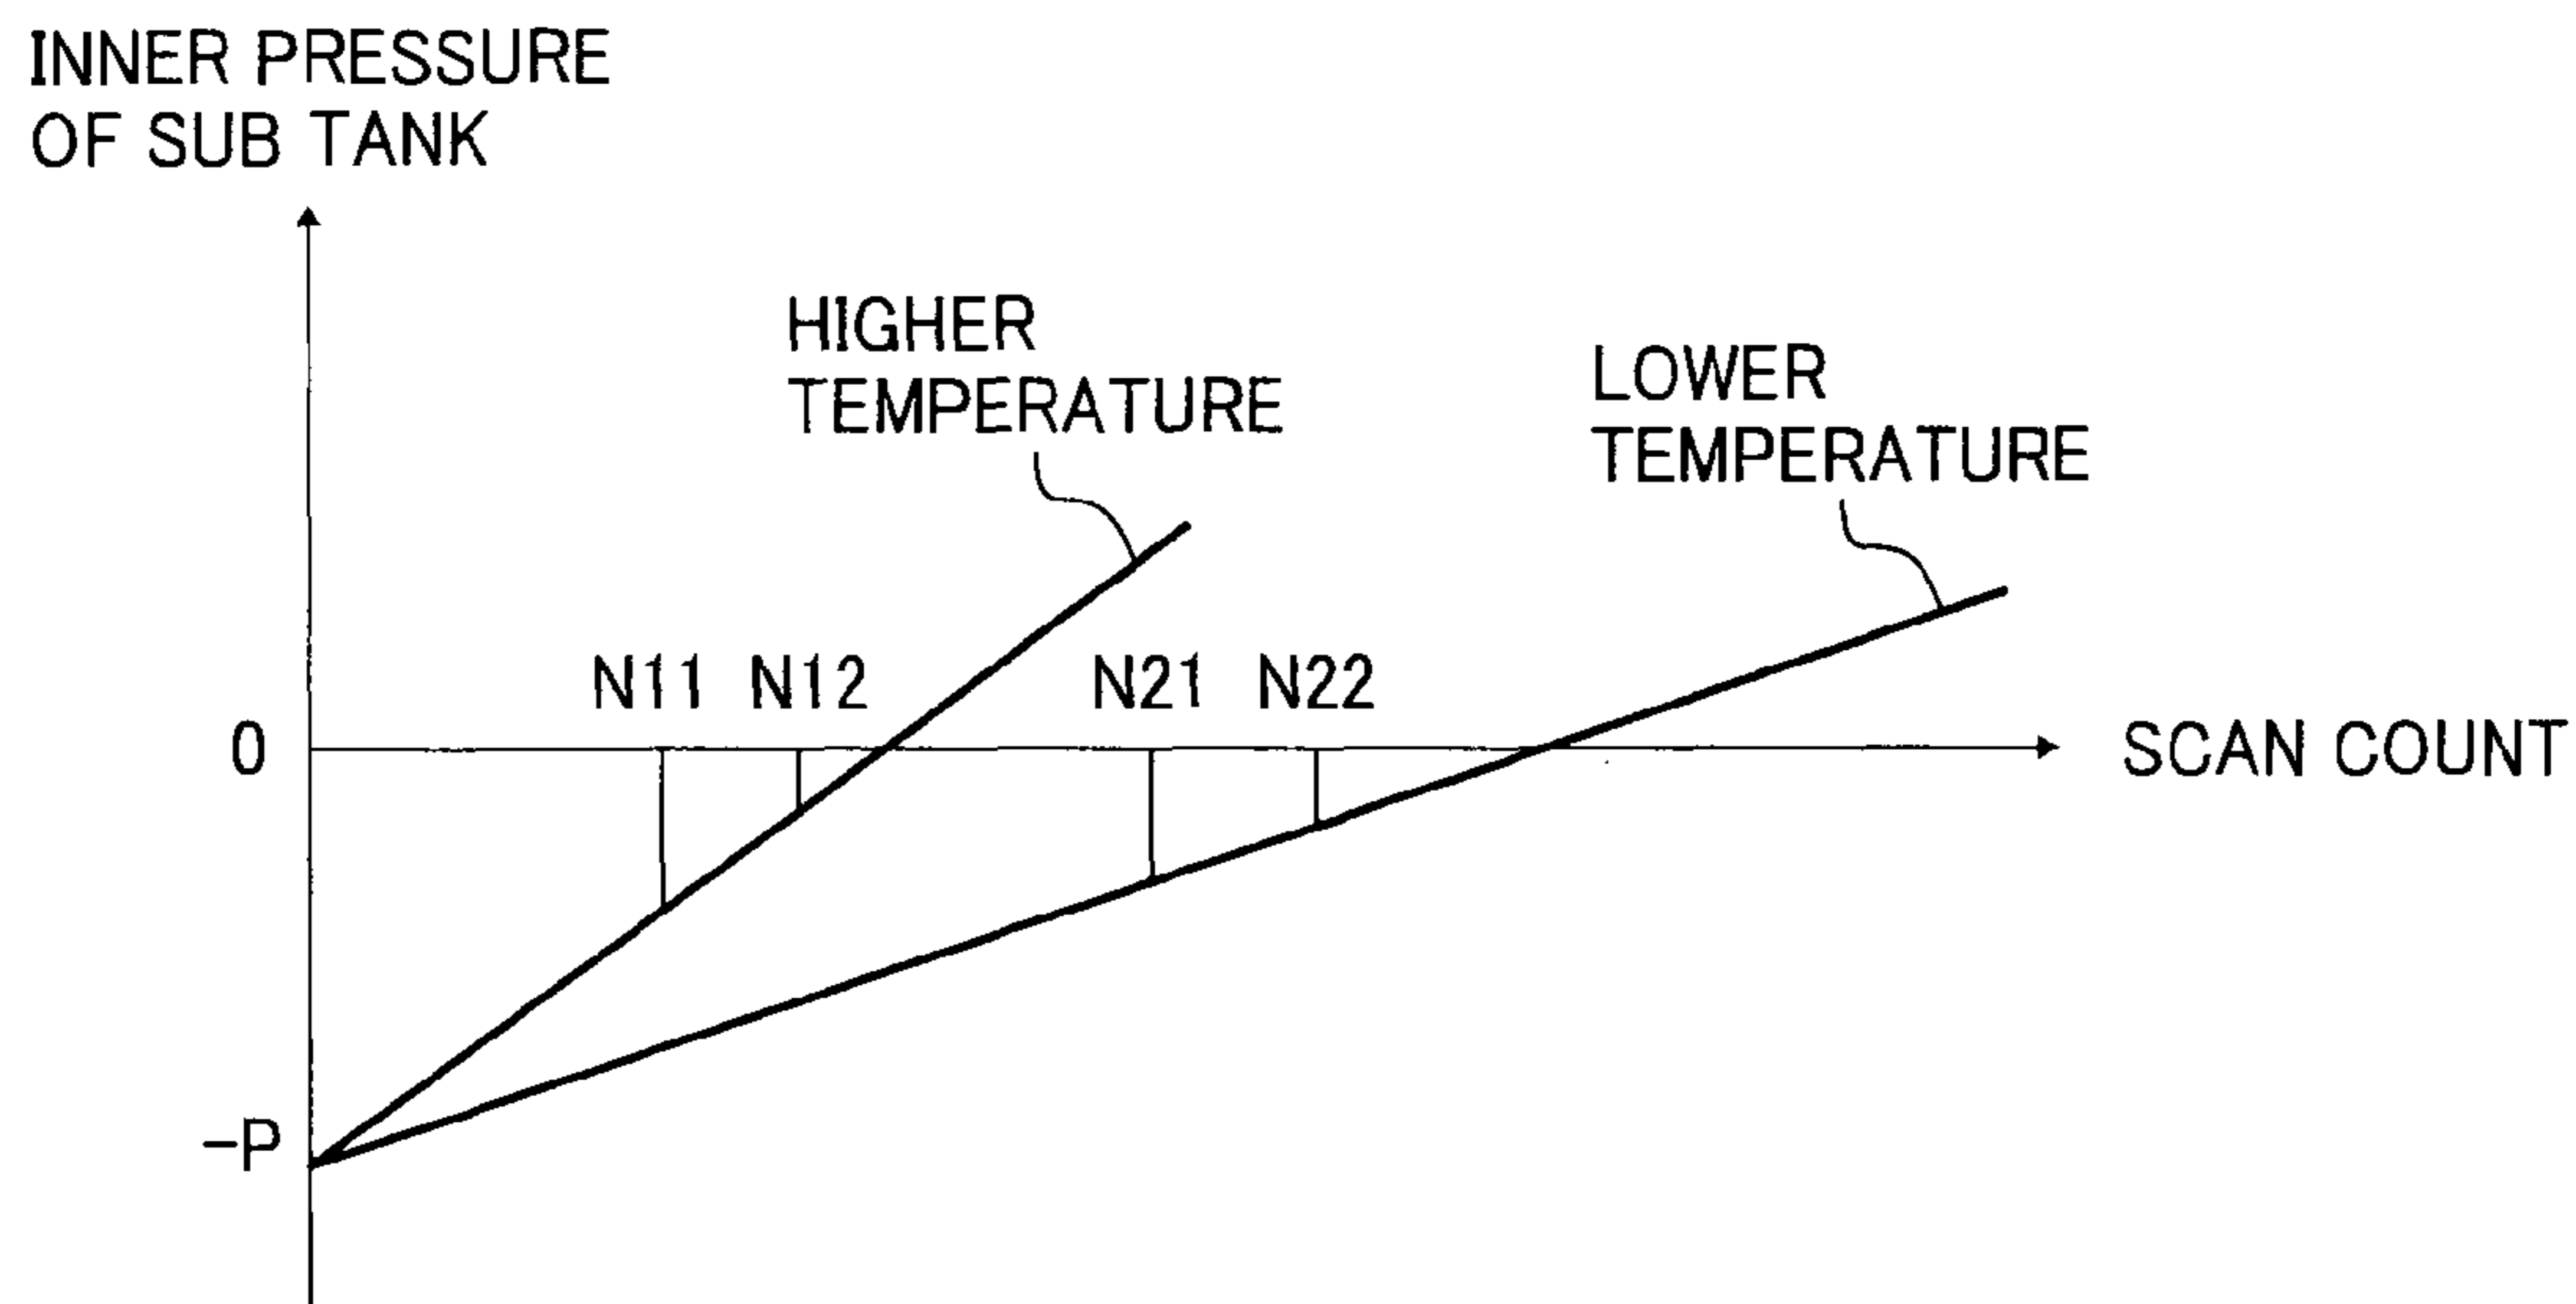 INNER PRESSURE
OF SUB TANK
HIGHER
TEMPERATURE
LOWER
TEMPERATURE
N11 N12 N21 N22
0
SCAN COUNT
-P